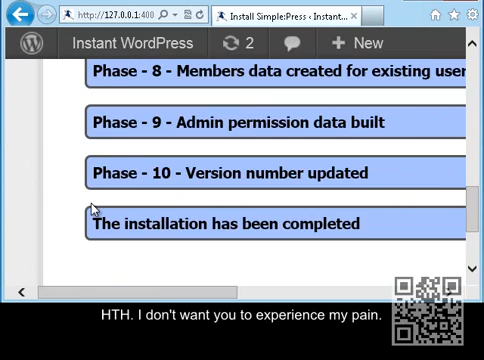 http://127.0.0.1:400
Install Simple:Press ‹ Instant...
Instant WordPress
2
New
Phase - 8 - Members data created for existing user
Phase - 9 - Admin permission data built
Phase - 10 - Version number updated
The installation has been completed
HTH. I don't want you to experience my pain.